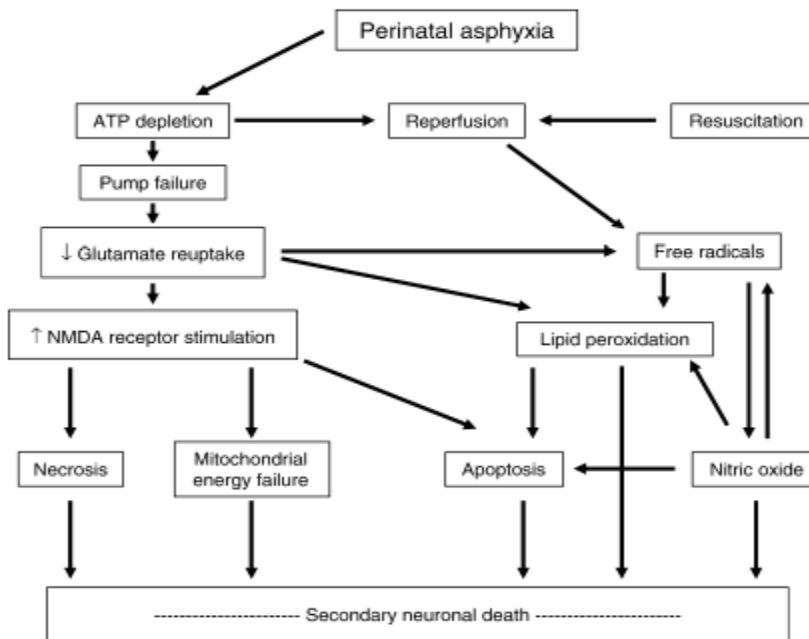 Perinatal asphyxia
ATP depletion
Reperfusion
Resuscitation
Pump failure
↓ Glutamate reuptake
Free radicals
↑ NMDA receptor stimulation
Lipid peroxidation
Necrosis
Mitochondrial
energy failure
Apoptosis
Nitric oxide
Secondary neuronal death